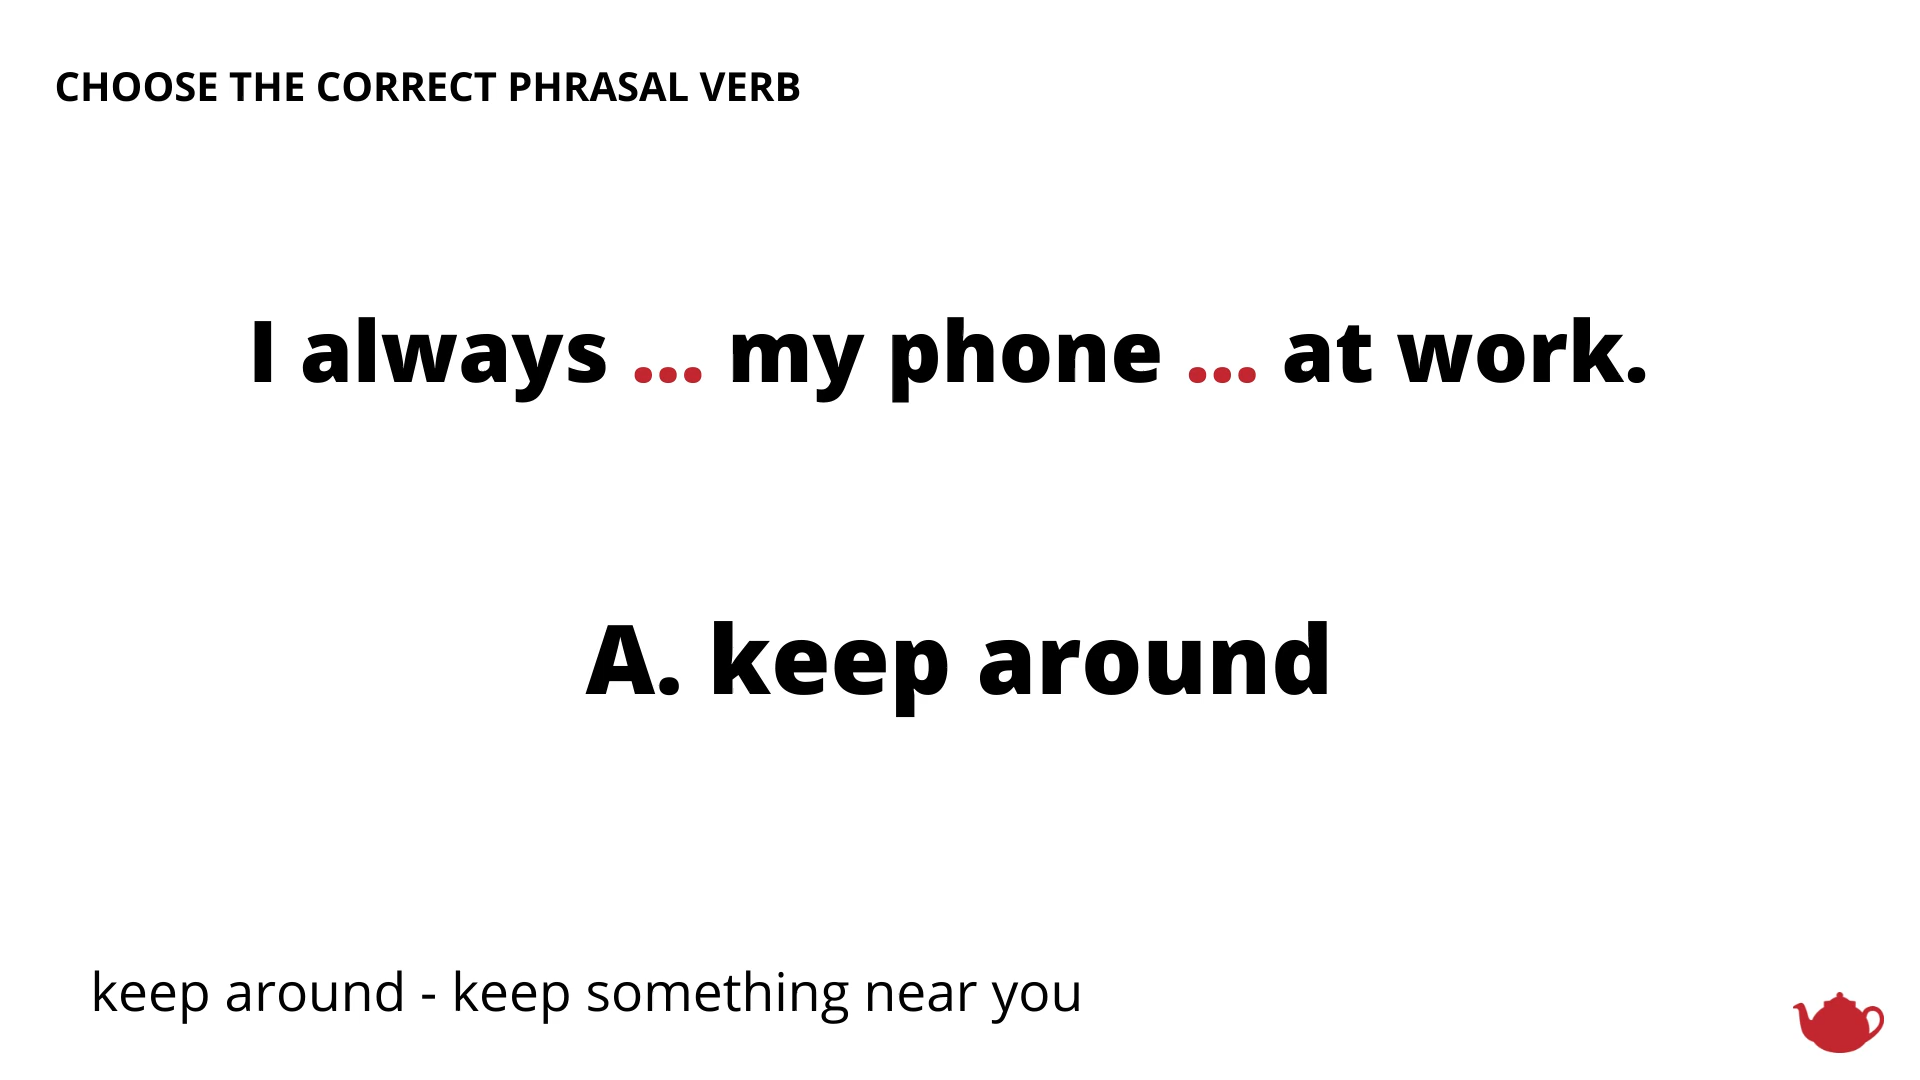 CHOOSE THE CORRECT PHRASAL VERB
I always ... my phone ... at work.
A. keep around
keep around - keep something near you